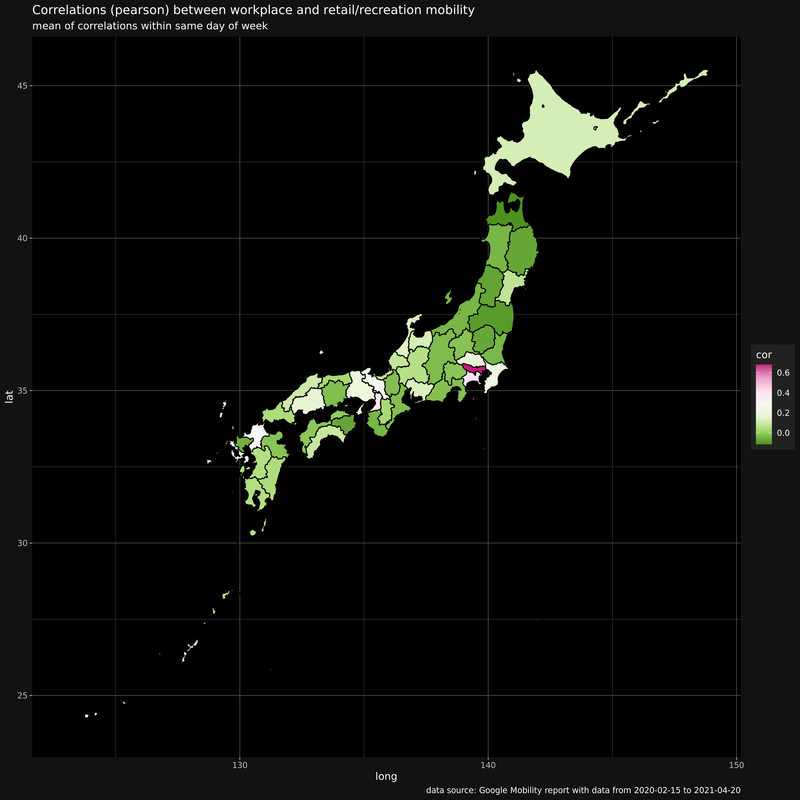 Correlations (pearson) between workplace and retail/recreation mobility
mean of correlations within same day of week
45
40
35
30
25
lat
130
140
150
long
cor
0.6
0.4
0.2
0.0
data source: Google Mobility report with data from 2020-02-15 to 2021-04-20